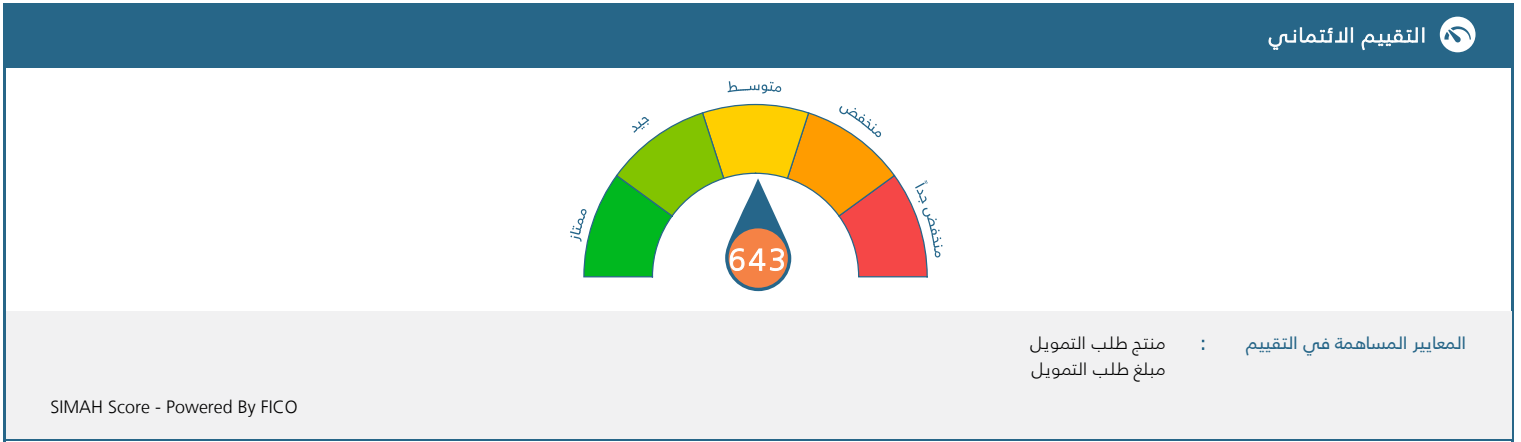 التقييم الائتماني
منخفض جداً
منخفض
متوســط
جيد
ممتاز
643
المعايير المساهمة في التقييم : منتج طلب التمويل
مبلغ طلب التمويل
SIMAH Score - Powered By FICO